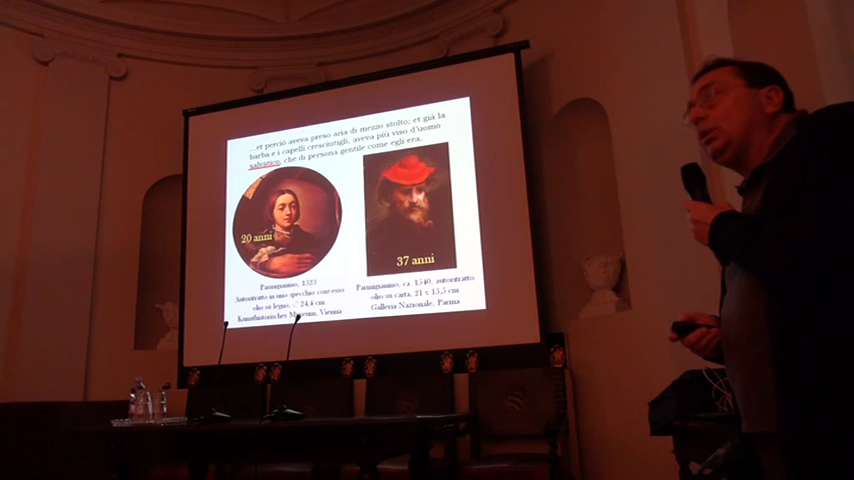 ...et perciò aveva preso aria di mezzo stolto; et già la
barba e i capelli cresciutigli, aveva più viso d'uomo
salvatico, che di persona gentile come egli era.
20 anni
37 anni
Parmigianino, 1523
Autoritratto in uno specchio convesso
olio su legno, 24,4 cm
Kunsthistorisches Museum, Vienna
Parmigianino, ca. 1540, autoritratto
olio su carta, 21 x 15,5 cm
Galleria Nazionale, Parma